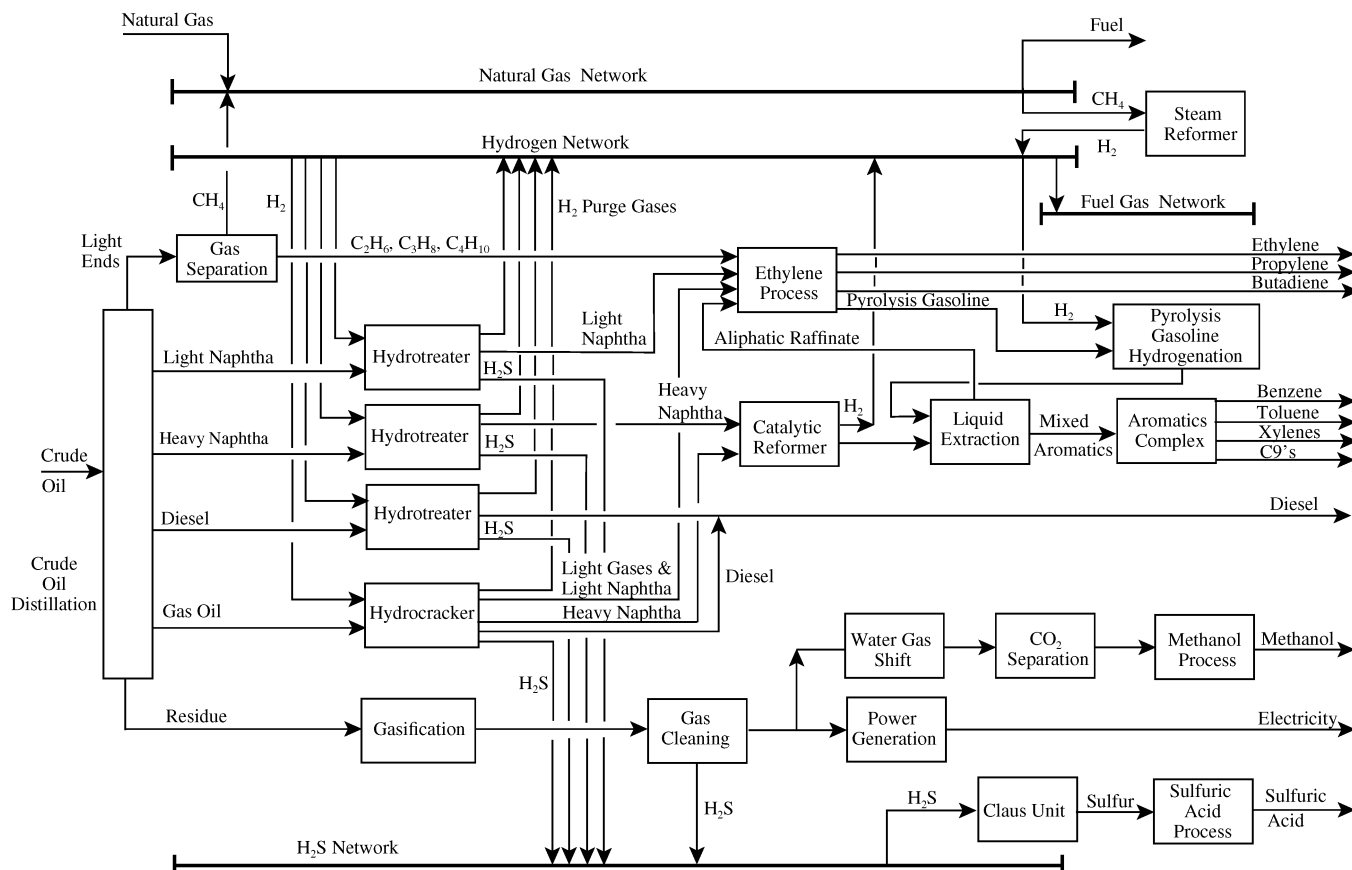 Natural Gas
Fuel
Natural Gas Network
CH₄
Steam
Reformer
Hydrogen Network
H₂
CH₄
H₂
H₂ Purge Gases
Fuel Gas Network
Light
Ends
Gas
Separation
C₂H₆, C₃H₈, C₄H₁₀
Ethylene
Process
Ethylene
Propylene
Butadiene
Pyrolysis Gasoline
Light
Naphtha
Aliphatic Raffinate
H₂
Pyrolysis
Gasoline
Hydrogenation
Light Naphtha
Hydrotreater
H₂S
Heavy
Naphtha
Catalytic
Reformer
H₂
Liquid
Extraction
Mixed
Aromatics
Aromatics
Complex
Benzene
Toluene
Xylenes
C9's
Heavy Naphtha
Hydrotreater
H₂S
Crude
Oil
Diesel
Hydrotreater
H₂S
Diesel
Crude
Oil
Distillation
Light Gases &
Light Naphtha
Heavy Naphtha
Diesel
Gas Oil
Hydrocracker
H₂S
Water Gas
Shift
CO₂
Separation
Methanol
Process
Methanol
Residue
Gasification
Gas
Cleaning
Power
Generation
Electricity
H₂S
H₂S
Claus Unit
Sulfur
Sulfuric
Acid
Process
Sulfuric
Acid
H₂S Network